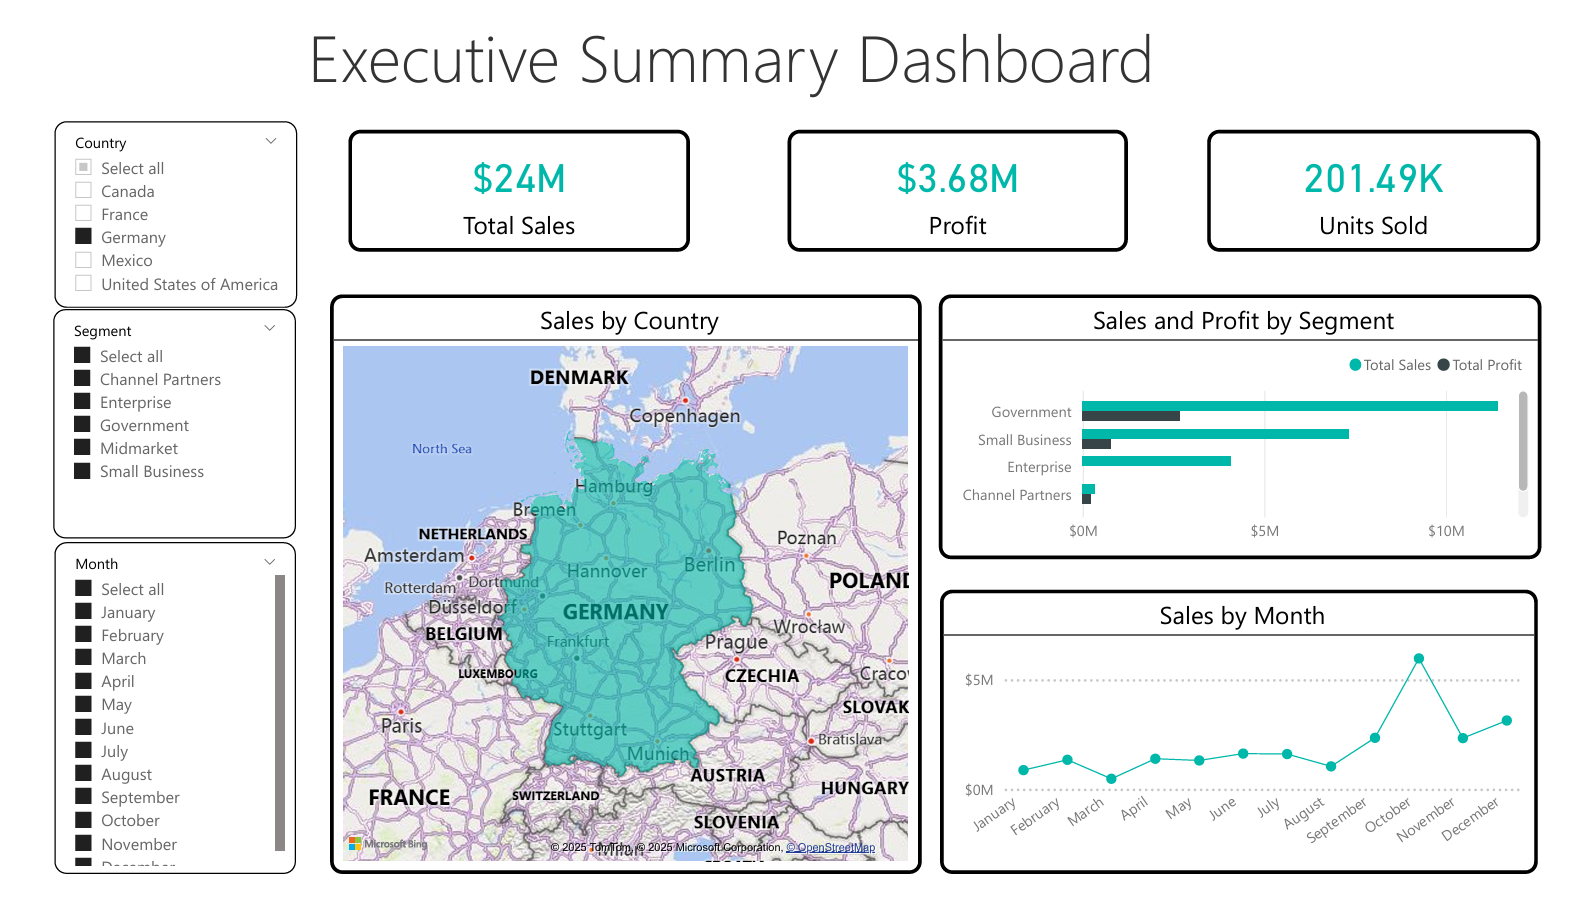 Executive Summary Dashboard
Country
Select all
Canada
France
Germany
Mexico
United States of America
Segment
Select all
Channel Partners
Enterprise
Government
Midmarket
Small Business
Month
Select all
January
February
March
April
May
June
July
August
September
October
November
December
$24M
Total Sales
$3.68M
Profit
201.49K
Units Sold
Sales by Country
DENMARK
Copenhagen
North Sea
Hamburg
Bremen
NETHERLANDS
Amsterdam
Poznan
Hannover
Berlin
Rotterdam
Dortmund
POLAND
Düsseldorf
GERMANY
BELGIUM
Wrocław
Frankfurt
Prague
LUXEMBOURG
CZECHIA
Cracow
SLOVAK
Paris
Stuttgart
Munich
Bratislava
AUSTRIA
FRANCE
SWITZERLAND
HUNGARY
SLOVENIA
Microsoft Bing
Milan
© 2025 TomTom, © 2025 Microsoft Corporation, © OpenStreetMap
Sales and Profit by Segment
Total Sales Total Profit
Government
Small Business
Enterprise
Channel Partners
$0M $5M $10M
Sales by Month
$5M
$0M
January February March April May June July August September October November December